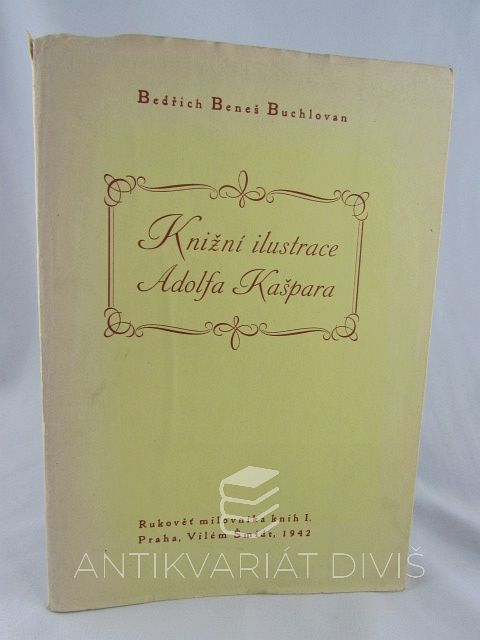 Bedřich Beneš Buchlovan
Knižní ilustrace
Adolfa Kašpara
Rukověť milovníka knih I.
Praha, Vilém Šmidt, 1942
ANTIKVARIÁT DIVIŠ